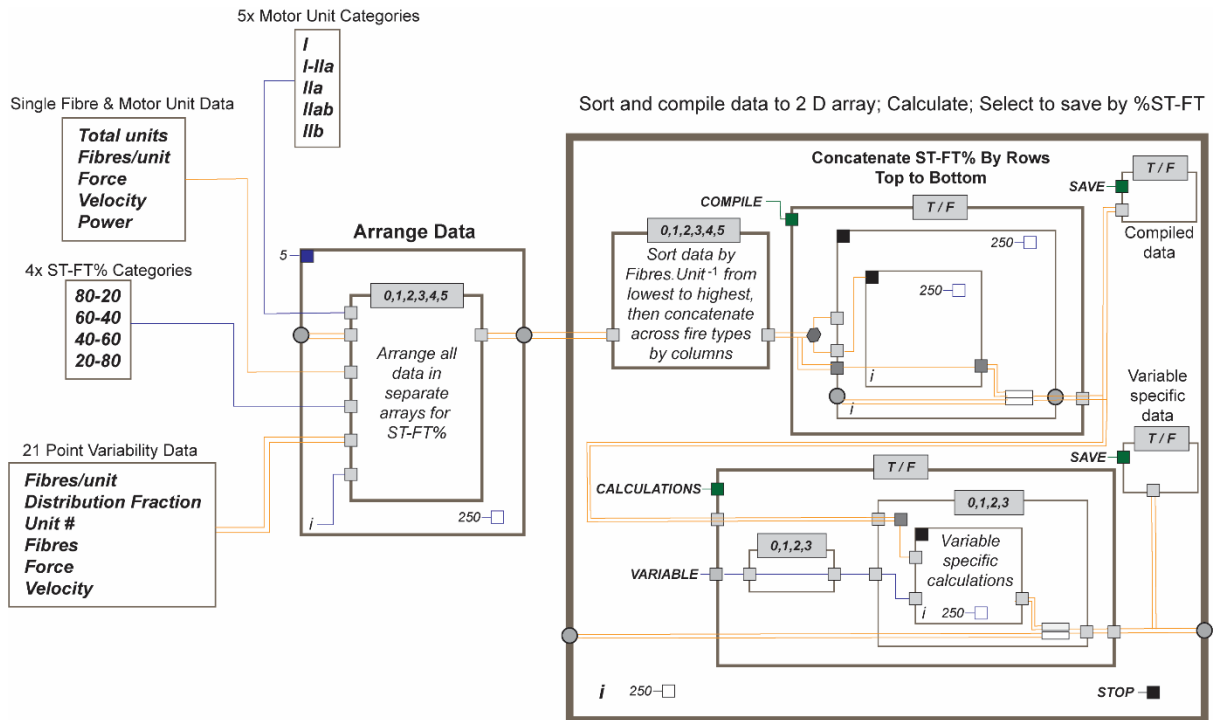 5x Motor Unit Categories
I
I-IIa
IIa
IIab
IIb
Single Fibre & Motor Unit Data
Total units
Fibres/unit
Force
Velocity
Power
4x ST-FT% Categories
80-20
60-40
40-60
20-80
21 Point Variability Data
Fibres/unit
Distribution Fraction
Unit #
Fibres
Force
Velocity
Arrange Data
5
0,1,2,3,4,5
Arrange all
data in
separate
arrays for
ST-FT%
i
250
Sort and compile data to 2 D array; Calculate; Select to save by %ST-FT
0,1,2,3,4,5
Sort data by
Fibres.Unit-1 from
lowest to highest,
then concatenate
across fire types
by columns
Concatenate ST-FT% By Rows
Top to Bottom
COMPILE
T / F
250
250
i
i
T / F
SAVE
Compiled
data
Variable
specific
data
T / F
SAVE
T / F
CALCULATIONS
VARIABLE
0,1,2,3
0,1,2,3
Variable
specific
calculations
i
250
i
250
STOP